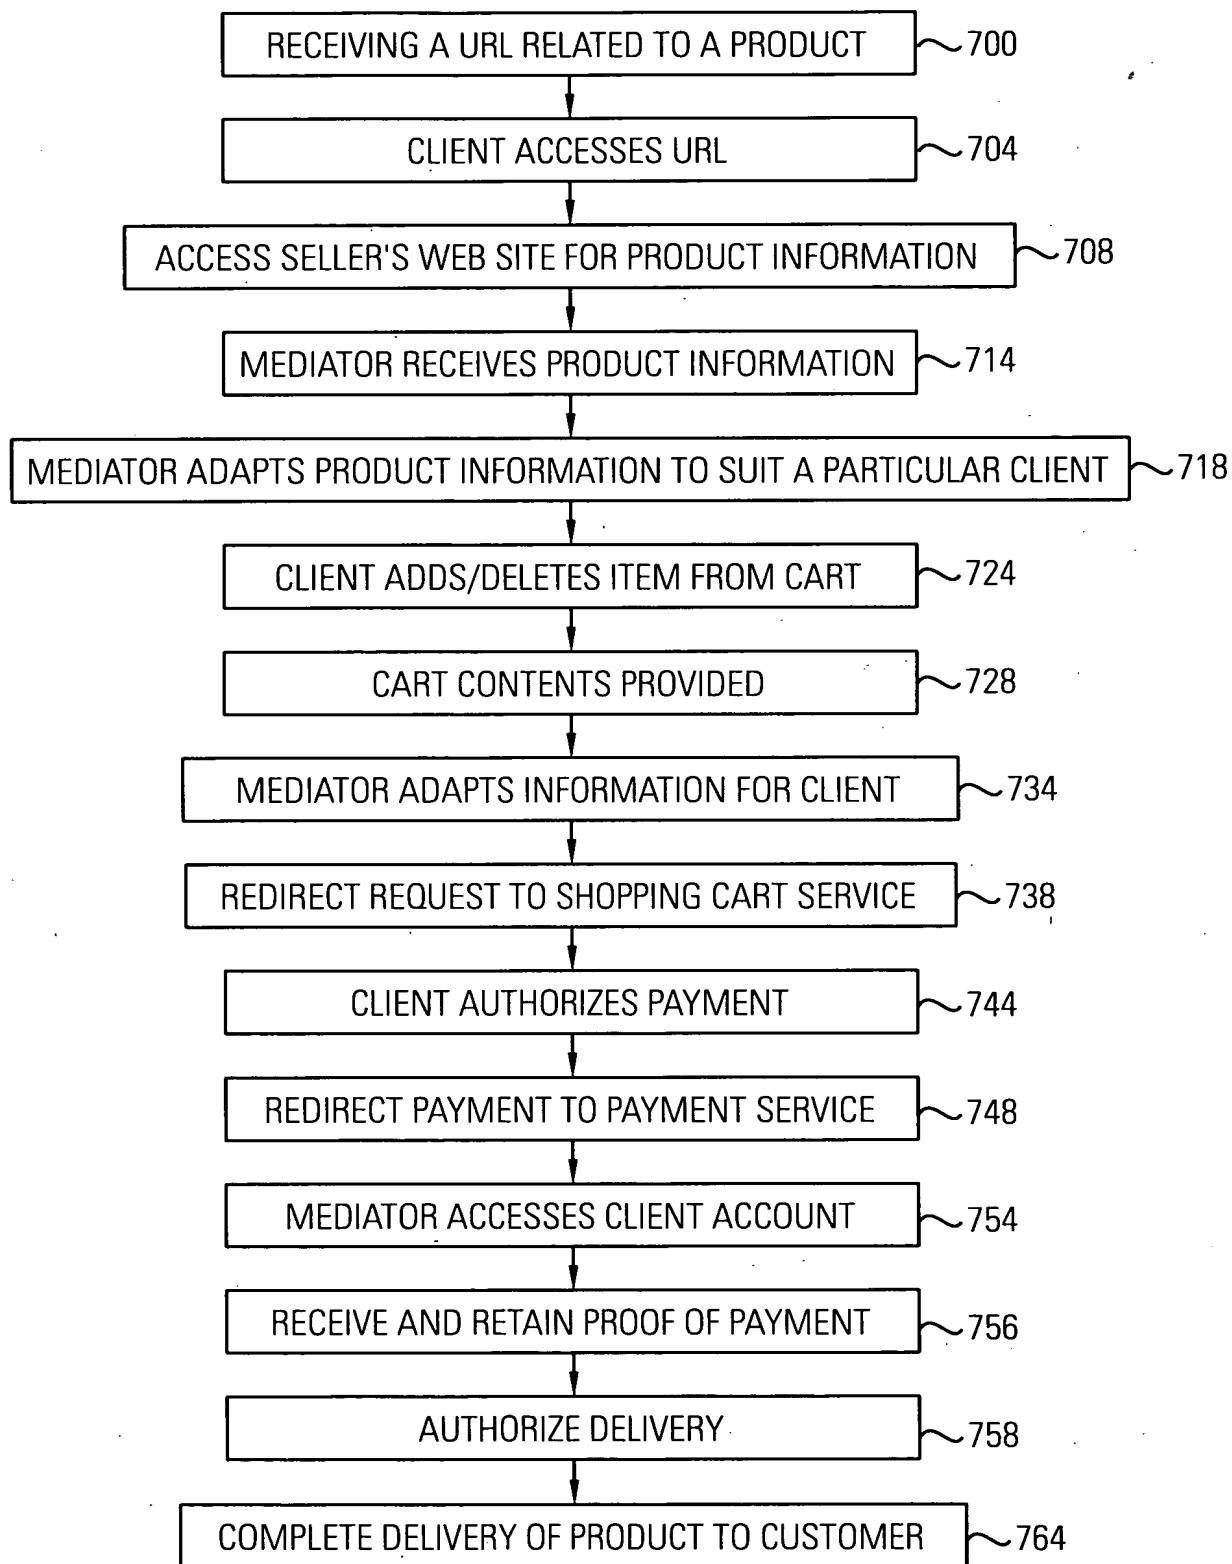 RECEIVING A URL RELATED TO A PRODUCT 700
CLIENT ACCESSES URL 704
ACCESS SELLER'S WEB SITE FOR PRODUCT INFORMATION 708
MEDIATOR RECEIVES PRODUCT INFORMATION 714
MEDIATOR ADAPTS PRODUCT INFORMATION TO SUIT A PARTICULAR CLIENT 718
CLIENT ADDS/DELETES ITEM FROM CART 724
CART CONTENTS PROVIDED 728
MEDIATOR ADAPTS INFORMATION FOR CLIENT 734
REDIRECT REQUEST TO SHOPPING CART SERVICE 738
CLIENT AUTHORIZES PAYMENT 744
REDIRECT PAYMENT TO PAYMENT SERVICE 748
MEDIATOR ACCESSES CLIENT ACCOUNT 754
RECEIVE AND RETAIN PROOF OF PAYMENT 756
AUTHORIZE DELIVERY 758
COMPLETE DELIVERY OF PRODUCT TO CUSTOMER 764